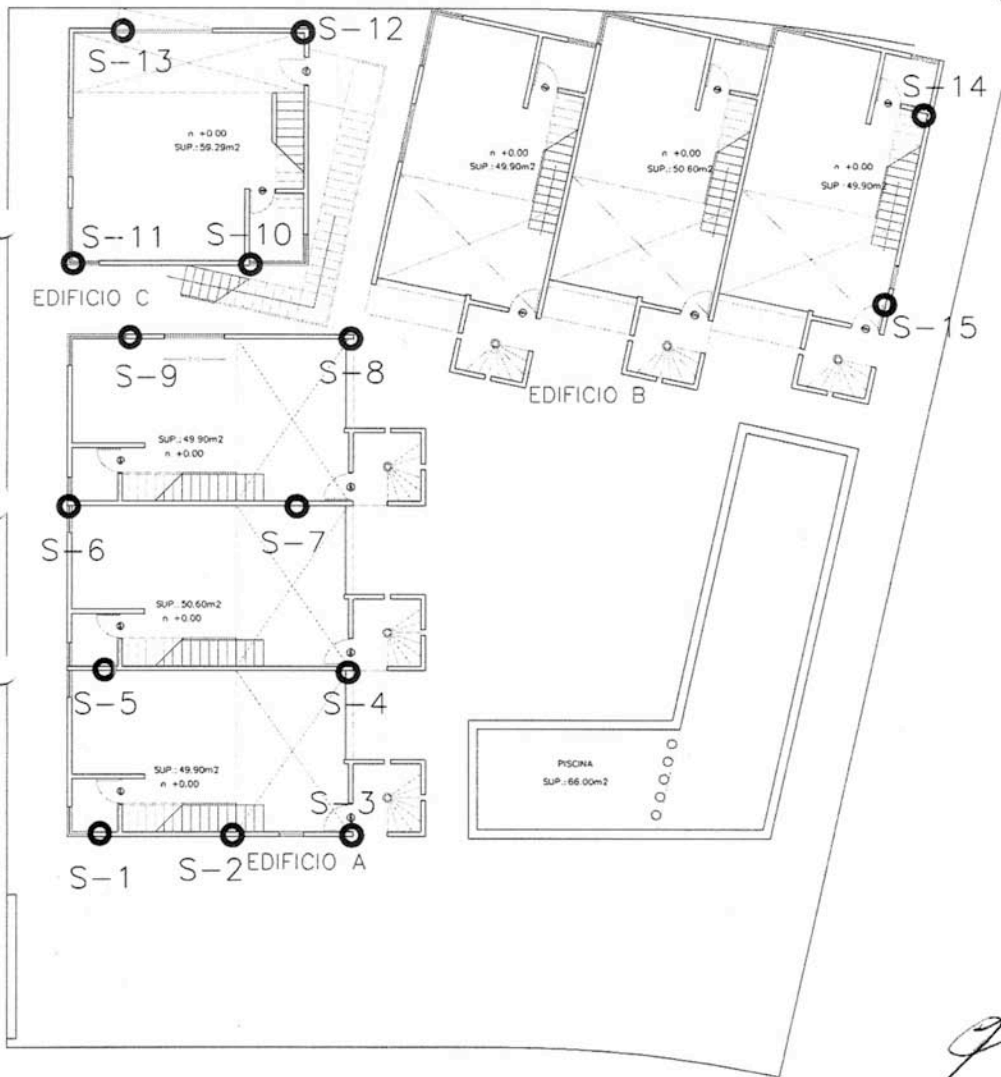 S-13
S-12
n +0.00
SUP.:59.29m2
S-11
S-10
EDIFICIO C
n +0.00
SUP.:49.90m2
n +0.00
SUP.:50.60m2
n +0.00
SUP :49.90m2
S-14
S-15
EDIFICIO B
S-9
S-8
SUP.:49.90m2
n +0.00
S-6
S-7
SUP.:50.60m2
n +0.00
S-5
S-4
SUP.:49.90m2
n +0.00
S-3
S-1
S-2
EDIFICIO A
PISCINA
SUP.:66.00m2